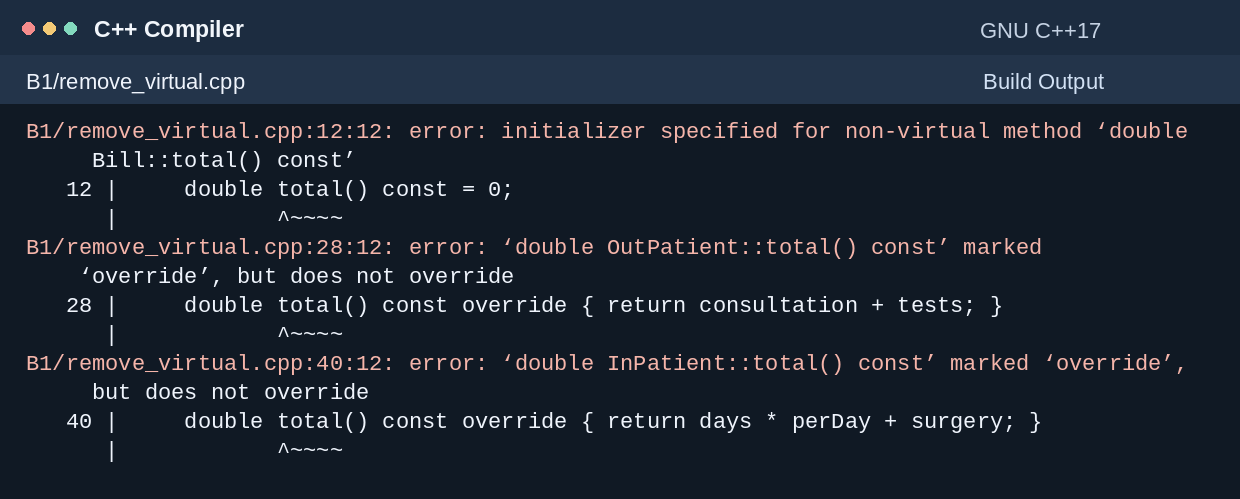 C++ Compiler
GNU C++17
B1/remove_virtual.cpp
Build Output
B1/remove_virtual.cpp:12:12: error: initializer specified for non-virtual method ‘double
     Bill::total() const’
   12 |     double total() const = 0;
      |            ^~~~~
B1/remove_virtual.cpp:28:12: error: ‘double OutPatient::total() const’ marked
    ‘override’, but does not override
   28 |     double total() const override { return consultation + tests; }
      |            ^~~~~
B1/remove_virtual.cpp:40:12: error: ‘double InPatient::total() const’ marked ‘override’,
     but does not override
   40 |     double total() const override { return days * perDay + surgery; }
      |            ^~~~~